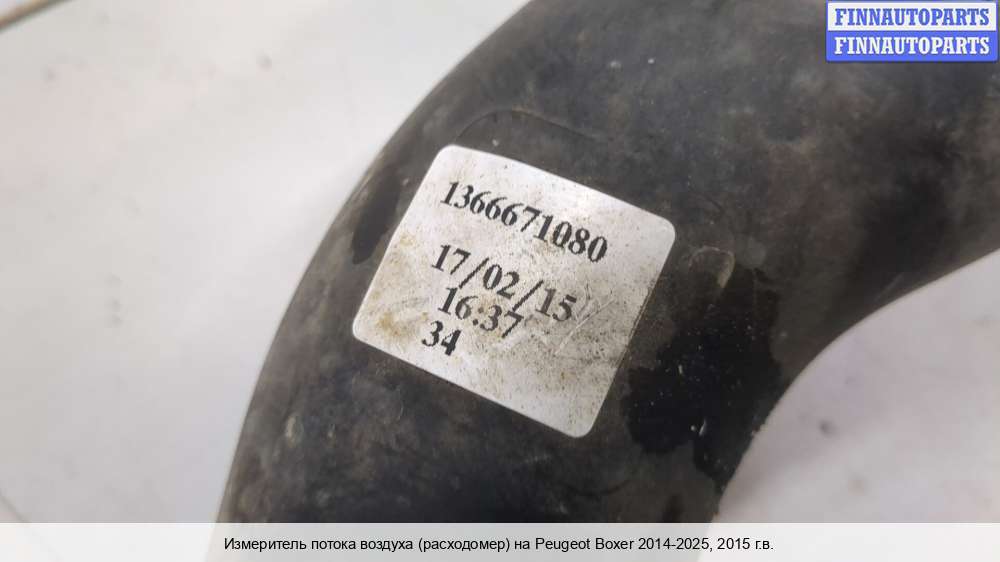 FINNAUTOPARTS
FINNAUTOPARTS
1366671080
17/02/15
16:37
34
Измеритель потока воздуха (расходомер) на Peugeot Boxer 2014-2025, 2015 г.в.